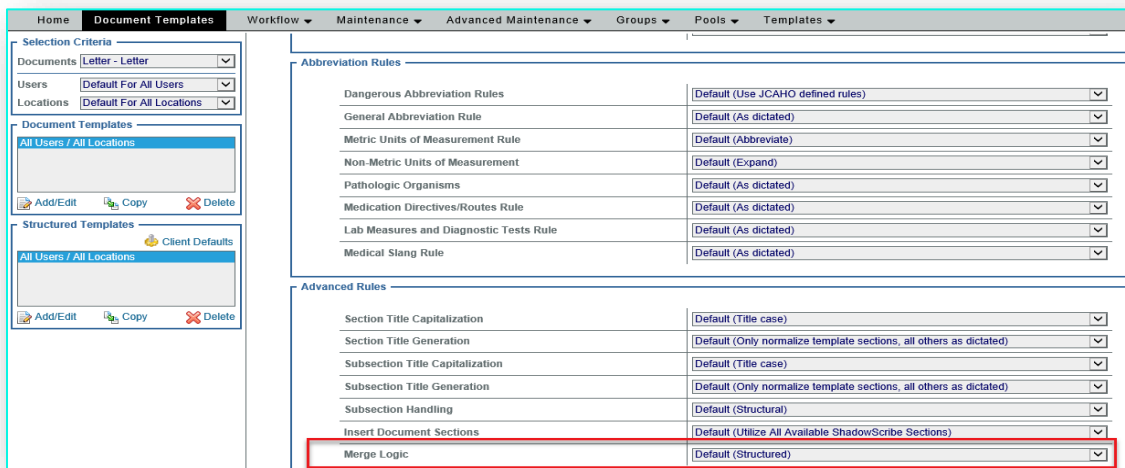 Home Document Templates Workflow Maintenance Advanced Maintenance Groups Pools Templates
Selection Criteria
Documents Letter - Letter
Users Default For All Users
Locations Default For All Locations
Document Templates
All Users / All Locations
Add/Edit Copy Delete
Structured Templates
Client Defaults
All Users / All Locations
Add/Edit Copy Delete
Abbreviation Rules
Dangerous Abbreviation Rules Default (Use JCAHO defined rules)
General Abbreviation Rule Default (As dictated)
Metric Units of Measurement Rule Default (Abbreviate)
Non-Metric Units of Measurement Default (Expand)
Pathologic Organisms Default (As dictated)
Medication Directives/Routes Rule Default (As dictated)
Lab Measures and Diagnostic Tests Rule Default (As dictated)
Medical Slang Rule Default (As dictated)
Advanced Rules
Section Title Capitalization Default (Title case)
Section Title Generation Default (Only normalize template sections, all others as dictated)
Subsection Title Capitalization Default (Title case)
Subsection Title Generation Default (Only normalize template sections, all others as dictated)
Subsection Handling Default (Structural)
Insert Document Sections Default (Utilize All Available ShadowScribe Sections)
Merge Logic Default (Structured)